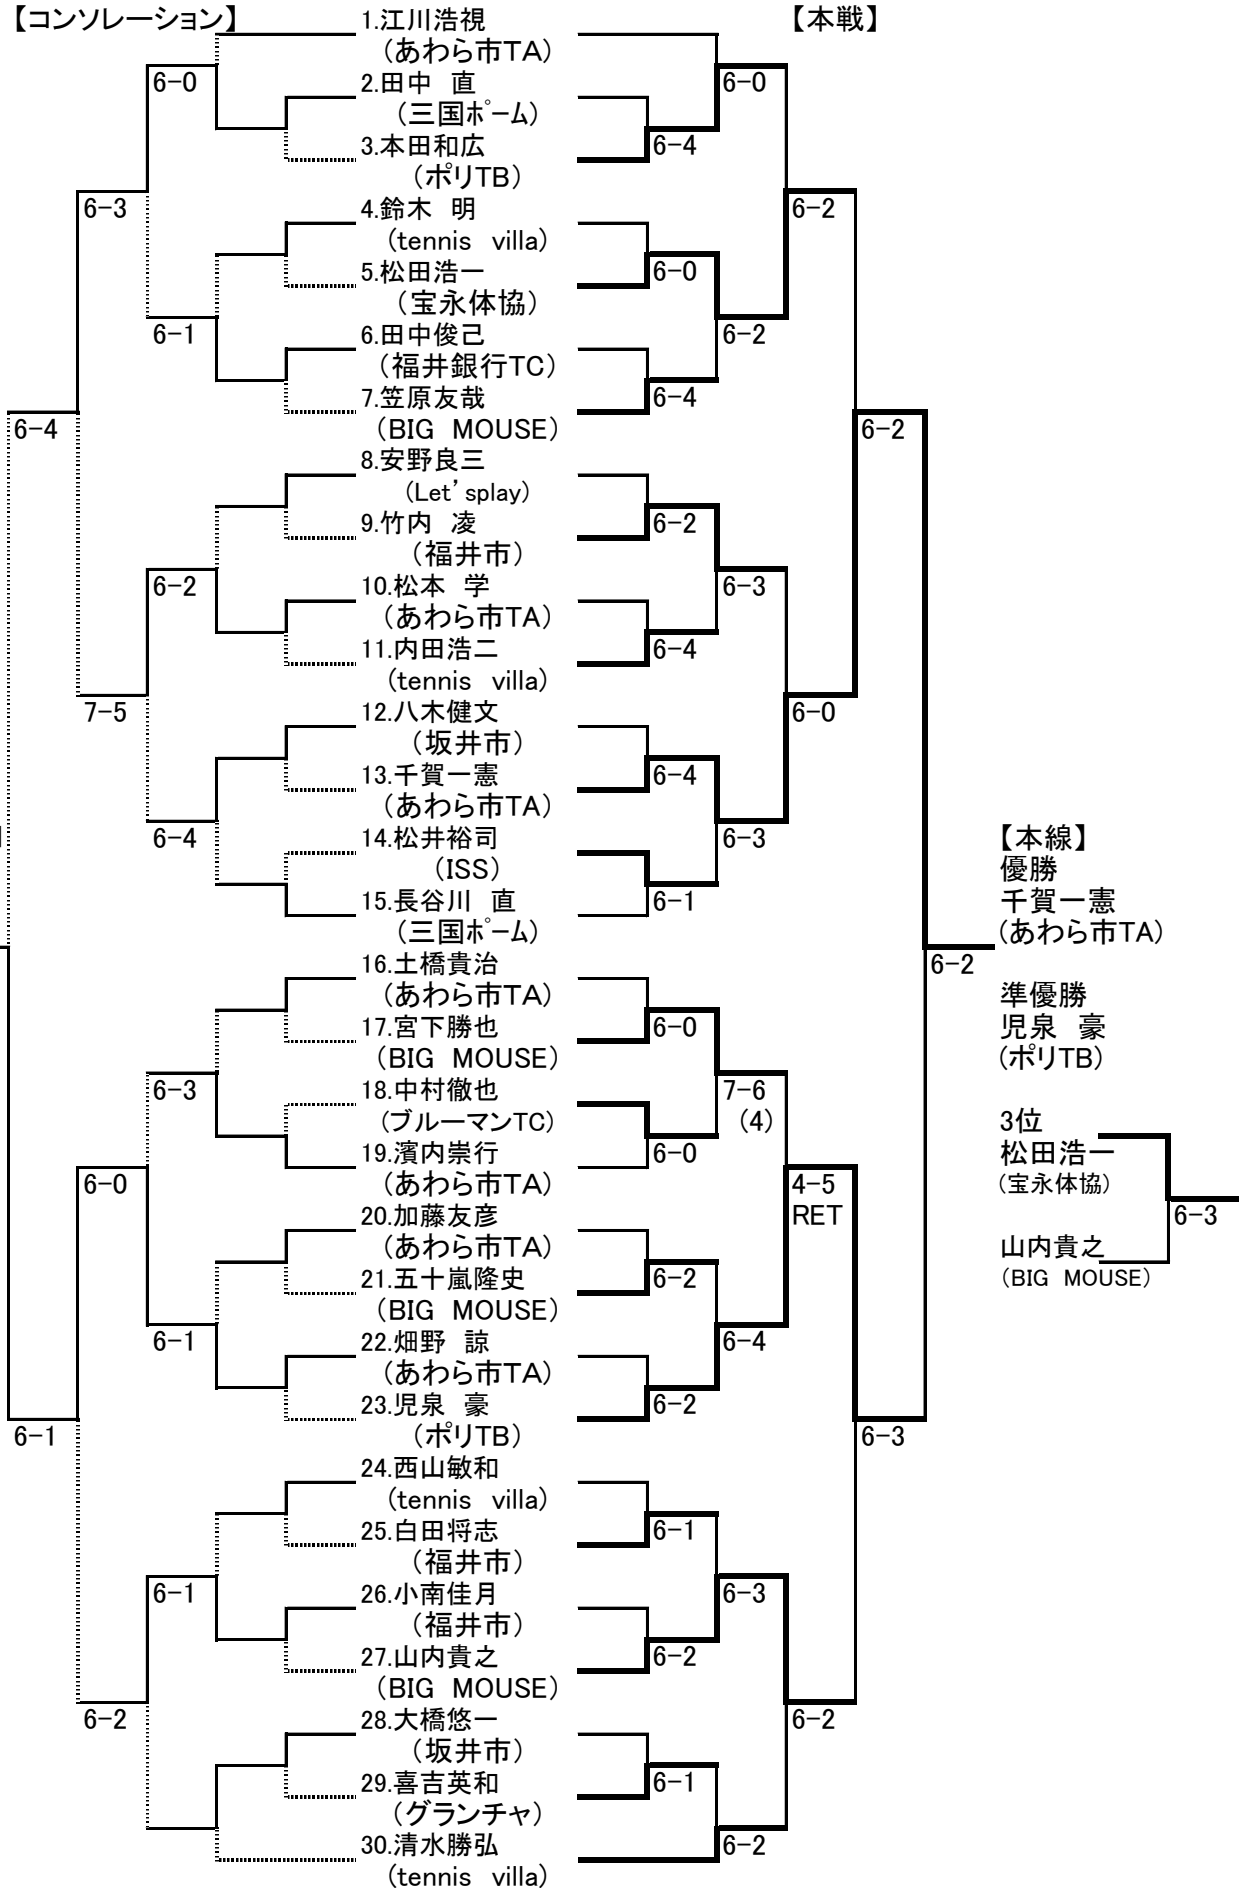 【コンソレーション】
【本戦】
1.江川浩視
(あわら市TA)
6-0
2.田中　直
6-0
(三国ﾎﾟｰﾑ)
3.本田和広
6-4
(ポリTB)
6-3
4.鈴木　明
6-2
(tennis villa)
5.松田浩一
6-0
(宝永体協)
6-1
6.田中俊己
6-2
(福井銀行TC)
7.笠原友哉
6-4
(BIG MOUSE)
6-4
6-2
8.安野良三
(Let'splay)
9.竹内　凌
6-2
(福井市)
6-2
10.松本　学
6-3
(あわら市TA)
11.内田浩二
6-4
(tennis villa)
7-5
12.八木健文
6-0
(坂井市)
13.千賀一憲
6-4
(あわら市TA)
6-4
14.松井裕司
6-3
(ISS)
15.長谷川　直
6-1
(三国ﾎﾟｰﾑ)
【本線】
優勝
千賀一憲
(あわら市TA)
16.土橋貴治
6-2
(あわら市TA)
準優勝
児泉　豪
(ポリTB)
17.宮下勝也
6-0
(BIG MOUSE)
6-3
18.中村徹也
7-6
(4)
(ブルーマンTC)
19.濱内崇行
6-0
(あわら市TA)
3位
松田浩一
(宝永体協)
6-3
山内貴之
(BIG MOUSE)
6-0
4-5
RET
20.加藤友彦
(あわら市TA)
21.五十嵐隆史
6-2
(BIG MOUSE)
6-1
22.畑野　諒
6-4
(あわら市TA)
23.児泉　豪
6-2
(ポリTB)
6-1
6-3
24.西山敏和
(tennis villa)
25.白田将志
6-1
(福井市)
6-1
26.小南佳月
6-3
(福井市)
27.山内貴之
6-2
(BIG MOUSE)
6-2
28.大橋悠一
6-2
(坂井市)
29.喜吉英和
6-1
(グランチャ)
30.清水勝弘
6-2
(tennis villa)